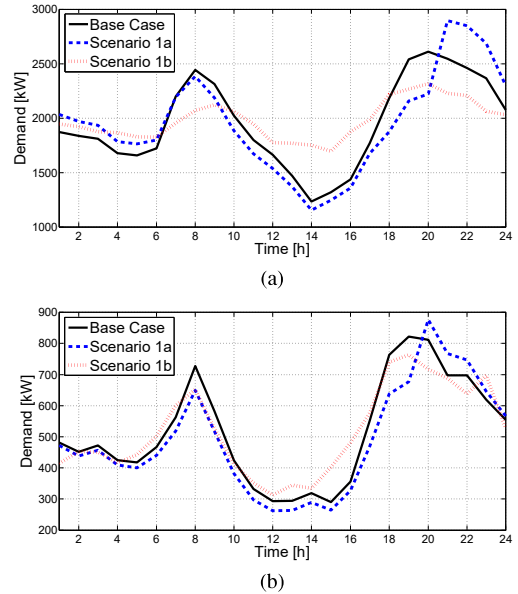 3000
2500
2000
1500
1000
Demand [kW]
Base Case
Scenario 1a
Scenario 1b
2 4 6 8 10 12 14 16 18 20 22 24
Time [h]
(a)
900
800
700
600
500
400
300
200
Demand [kW]
Base Case
Scenario 1a
Scenario 1b
2 4 6 8 10 12 14 16 18 20 22 24
Time [h]
(b)